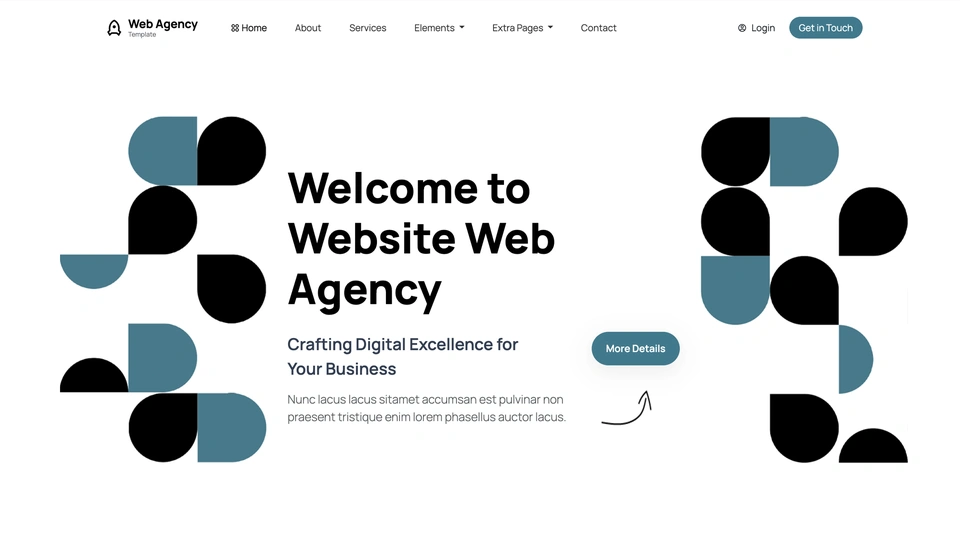 Web Agency
Template
Home
About
Services
Elements
Extra Pages
Contact
Login
Get in Touch
Welcome to
Website Web
Agency
Crafting Digital Excellence for
Your Business
More Details
Nunc lacus lacus sitamet accumsan est pulvinar non
praesent tristique enim lorem phasellus auctor lacus.